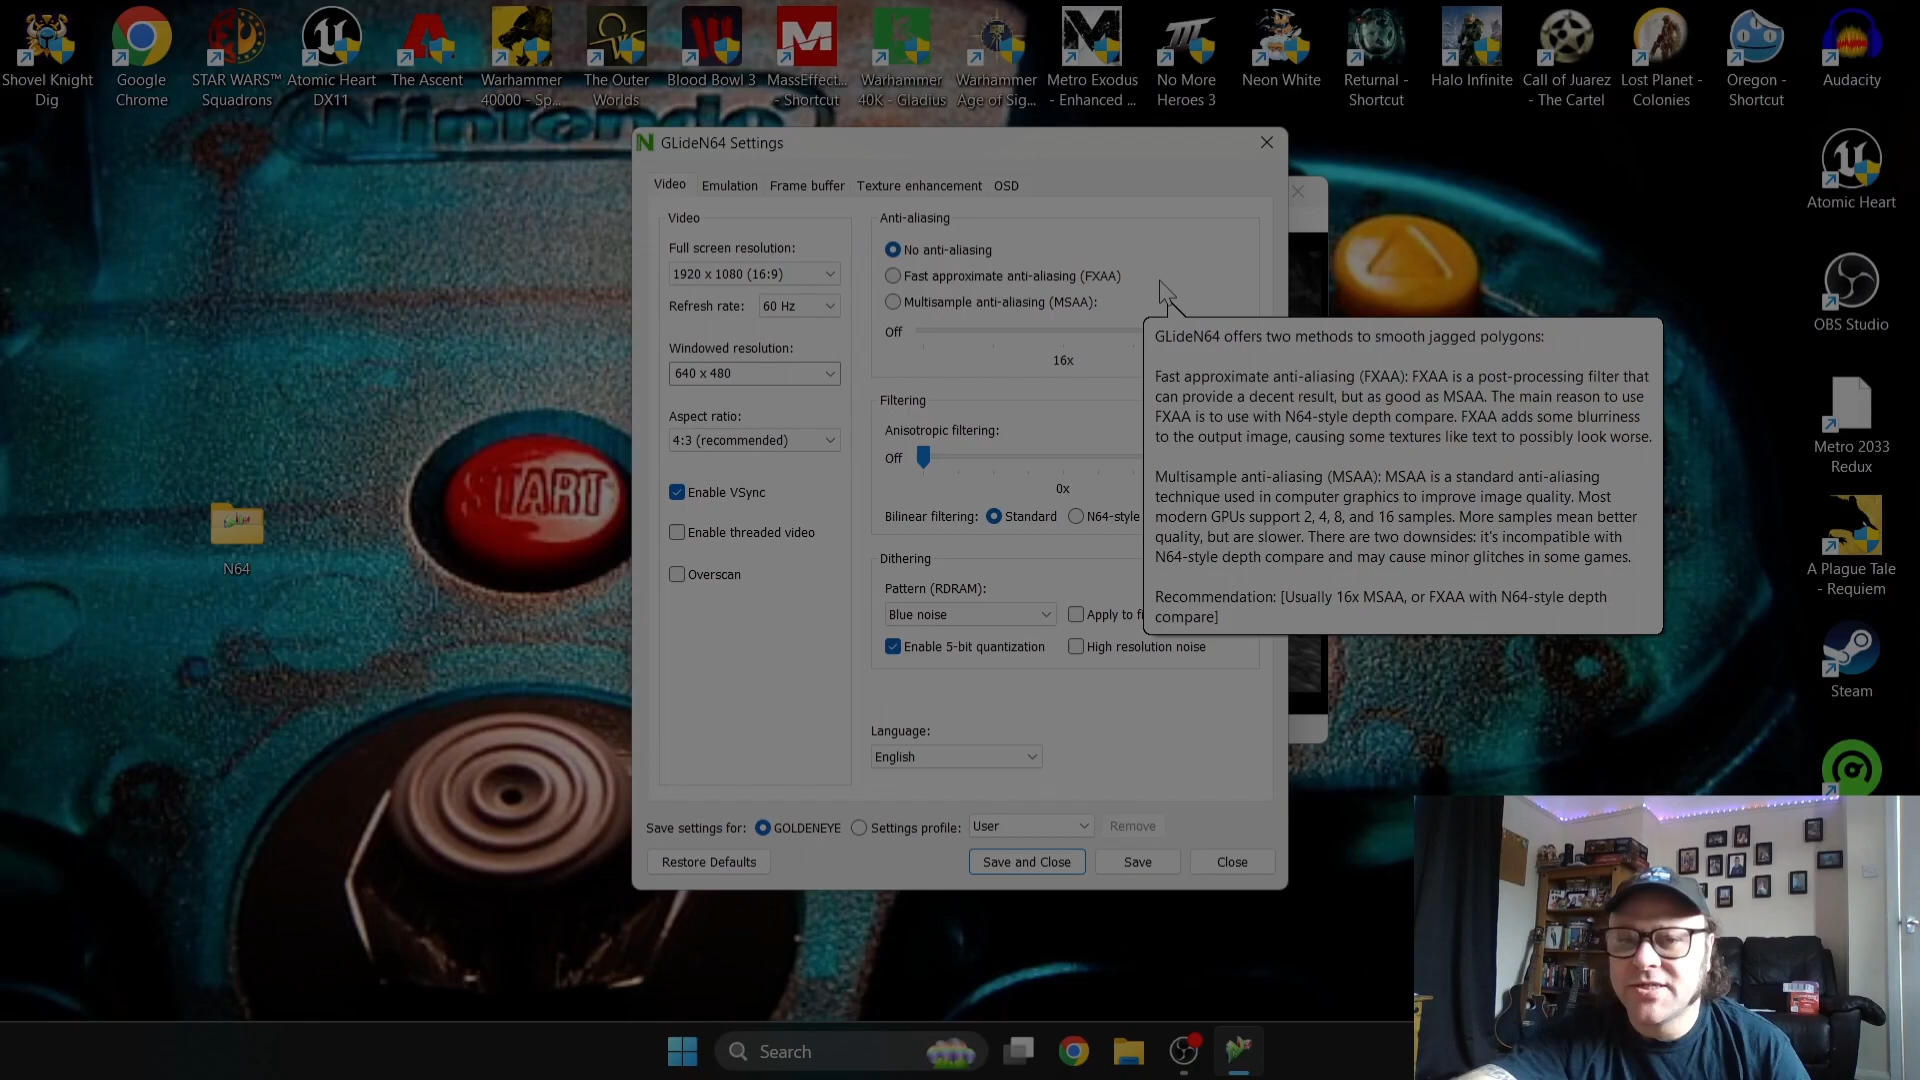 Shovel Knight
Dig
Google
Chrome
STAR WARS™
Squadrons
Atomic Heart
DX11
The Ascent
Warhammer
40000 - Sp...
The Outer
Worlds
Blood Bowl 3
MassEffect...
- Shortcut
Warhammer
40K - Gladius
Warhammer
Age of Sig...
Metro Exodus
- Enhanced ...
No More
Heroes 3
Neon White
Returnal -
Shortcut
Halo Infinite
Call of Juarez
- The Cartel
Lost Planet -
Colonies
Oregon -
Shortcut
Audacity
Nintendo
Atomic Heart
OBS Studio
Metro 2033
Redux
A Plague Tale
- Requiem
Steam
START
N64
GLideN64 Settings
Video
Emulation
Frame buffer
Texture enhancement
OSD
Video
Full screen resolution:
1920 x 1080 (16:9)
Refresh rate:
60 Hz
Windowed resolution:
640 x 480
Aspect ratio:
4:3 (recommended)
Enable VSync
Enable threaded video
Overscan
Anti-aliasing
No anti-aliasing
Fast approximate anti-aliasing (FXAA)
Multisample anti-aliasing (MSAA):
Off
16x
Filtering
Anisotropic filtering:
Off
0x
Bilinear filtering:
Standard
N64-style
Dithering
Pattern (RDRAM):
Blue noise
Apply to
Enable 5-bit quantization
High resolution noise
Language:
English
GLideN64 offers two methods to smooth jagged polygons:
Fast approximate anti-aliasing (FXAA): FXAA is a post-processing filter that
can provide a decent result, but as good as MSAA. The main reason to use
FXAA is to use with N64-style depth compare. FXAA adds some blurriness
to the output image, causing some textures like text to possibly look worse.
Multisample anti-aliasing (MSAA): MSAA is a standard anti-aliasing
technique used in computer graphics to improve image quality. Most
modern GPUs support 2, 4, 8, and 16 samples. More samples mean better
quality, but are slower. There are two downsides: it's incompatible with
N64-style depth compare and may cause minor glitches in some games.
Recommendation: [Usually 16x MSAA, or FXAA with N64-style depth
compare]
Save settings for:
GOLDENEYE
Settings profile:
User
Remove
Restore Defaults
Save and Close
Save
Close
Search